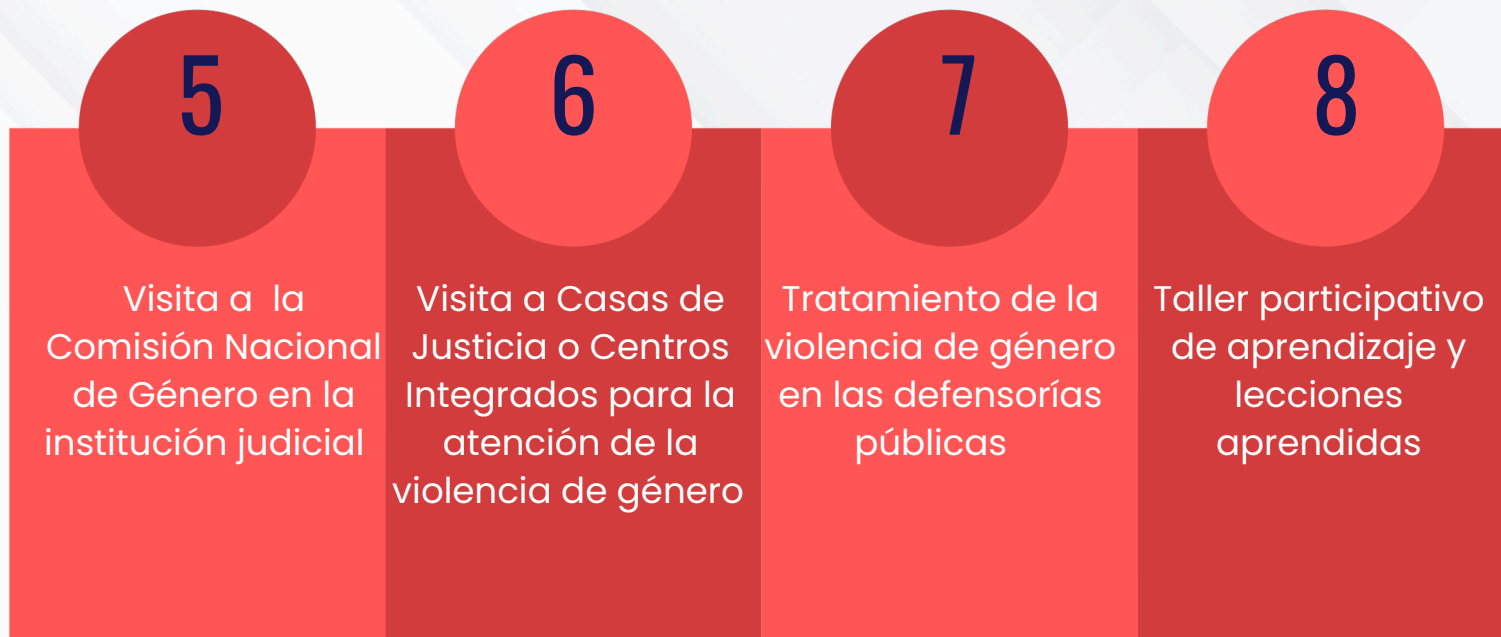 5
Visita a  la
Comisión Nacional
de Género en la
institución judicial
6
Visita a Casas de
Justicia o Centros
Integrados para la
atención de la
violencia de género
7
Tratamiento de la
violencia de género
en las defensorías
públicas
8
Taller participativo
de aprendizaje y
lecciones
aprendidas